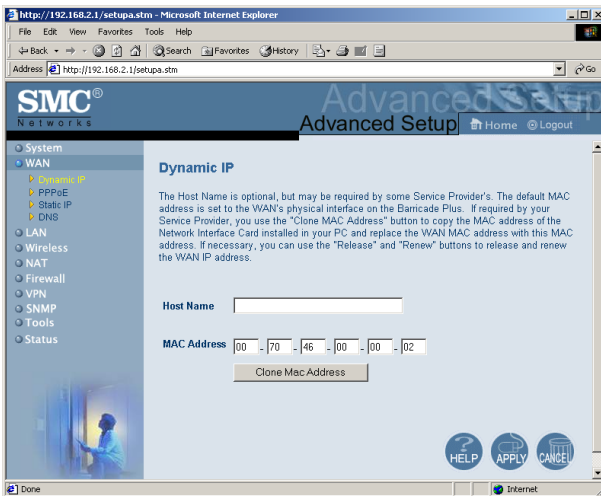 http://192.168.2.1/setupa.stm - Microsoft Internet Explorer
File Edit View Favorites Tools Help
Back Search Favorites History
Address http://192.168.2.1/setupa.stm Go
SMC®
Networks
Advanced Setup
Advanced Setup Home Logout
System
WAN
Dynamic IP
PPPoE
Static IP
DNS
LAN
Wireless
NAT
Firewall
VPN
SNMP
Tools
Status
Dynamic IP
The Host Name is optional, but may be required by some Service Provider's. The default MAC
address is set to the WAN's physical interface on the Barricade Plus. If required by your
Service Provider, you use the "Clone MAC Address" button to copy the MAC address of the
Network Interface Card installed in your PC and replace the WAN MAC address with this MAC
address. If necessary, you can use the "Release" and "Renew" buttons to release and renew
the WAN IP address.
Host Name
MAC Address 00 - 70 - 46 - 00 - 00 - 02
Clone Mac Address
HELP APPLY CANCEL
Done Internet